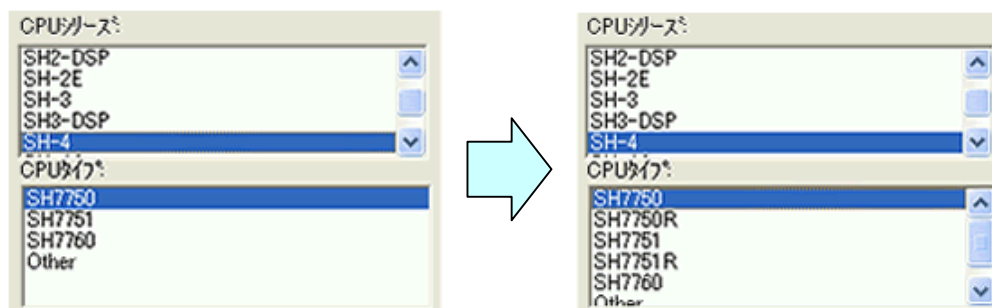 CPUｼﾘｰｽﾞ:
SH2-DSP
SH-2E
SH-3
SH3-DSP
SH-4
CPUﾀｲﾌﾟ:
SH7750
SH7751
SH7760
Other
CPUｼﾘｰｽﾞ:
SH2-DSP
SH-2E
SH-3
SH3-DSP
SH-4
CPUﾀｲﾌﾟ:
SH7750
SH7750R
SH7751
SH7751R
SH7760
Other